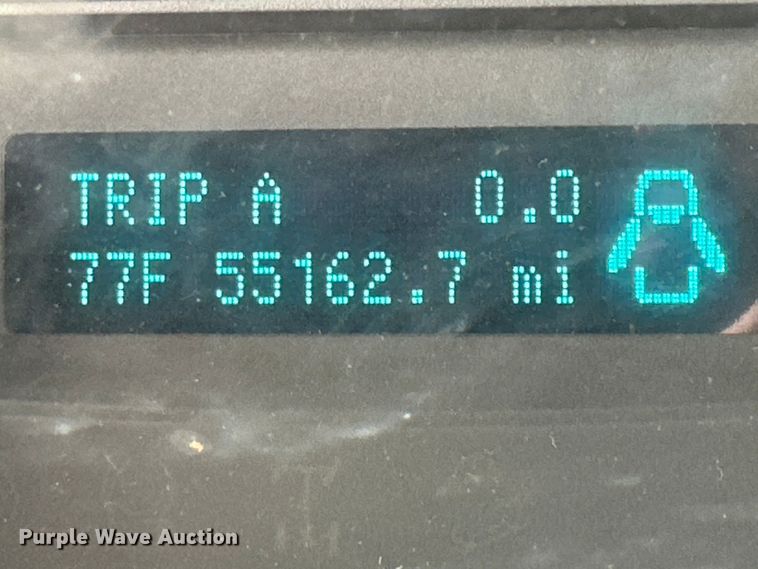 TRIP A 0.0
77F 55162.7 mi
Purple Wave Auction